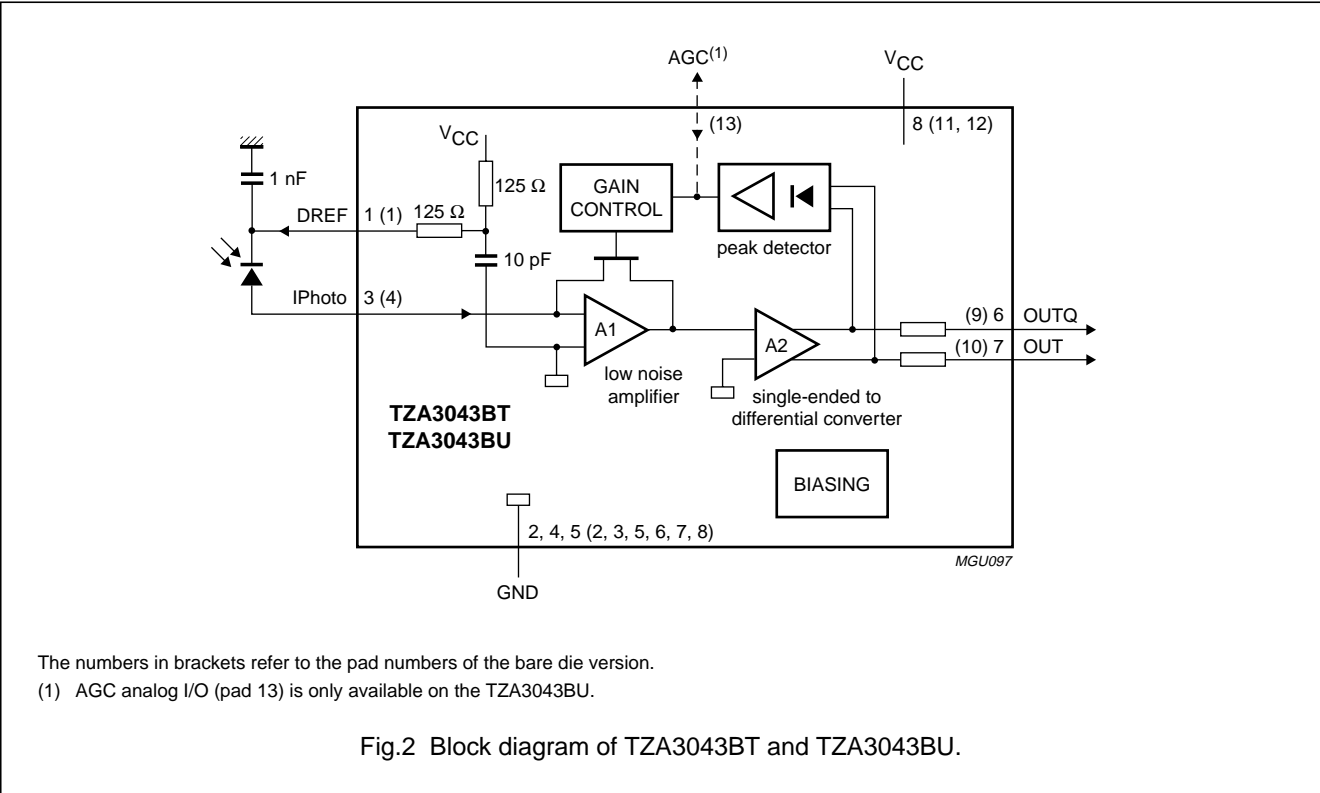 AGC(1)
VCC
(13)
8 (11, 12)
VCC
1 nF
125 Ω
GAIN
CONTROL
DREF
1 (1)
125 Ω
peak detector
10 pF
IPhoto
3 (4)
A1
(9) 6
OUTQ
A2
(10) 7
OUT
low noise
amplifier
single-ended to
differential converter
TZA3043BT
TZA3043BU
BIASING
2, 4, 5 (2, 3, 5, 6, 7, 8)
MGU097
GND
The numbers in brackets refer to the pad numbers of the bare die version.
(1) AGC analog I/O (pad 13) is only available on the TZA3043BU.
Fig.2 Block diagram of TZA3043BT and TZA3043BU.